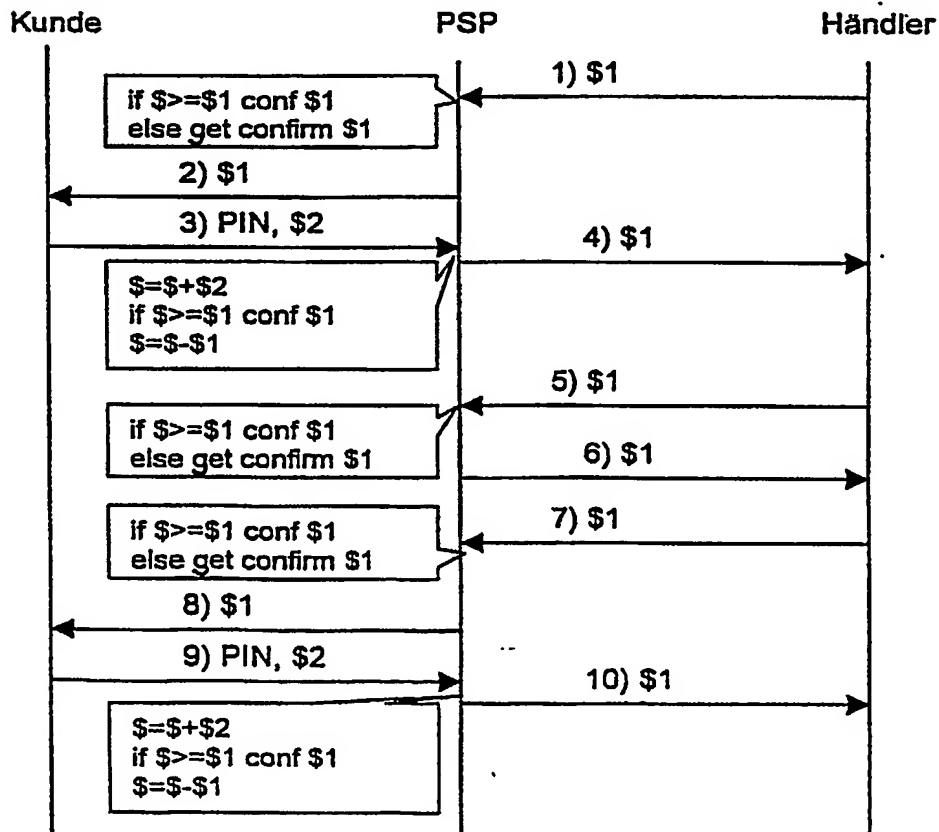 Kunde PSP Händler
1) $1
if $>=$1 conf $1
else get confirm $1
2) $1
3) PIN, $2
4) $1
$=$+$2
if $>=$1 conf $1
$=$-$1
5) $1
if $>=$1 conf $1
else get confirm $1
6) $1
7) $1
if $>=$1 conf $1
else get confirm $1
8) $1
9) PIN, $2
10) $1
$=$+$2
if $>=$1 conf $1
$=$-$1